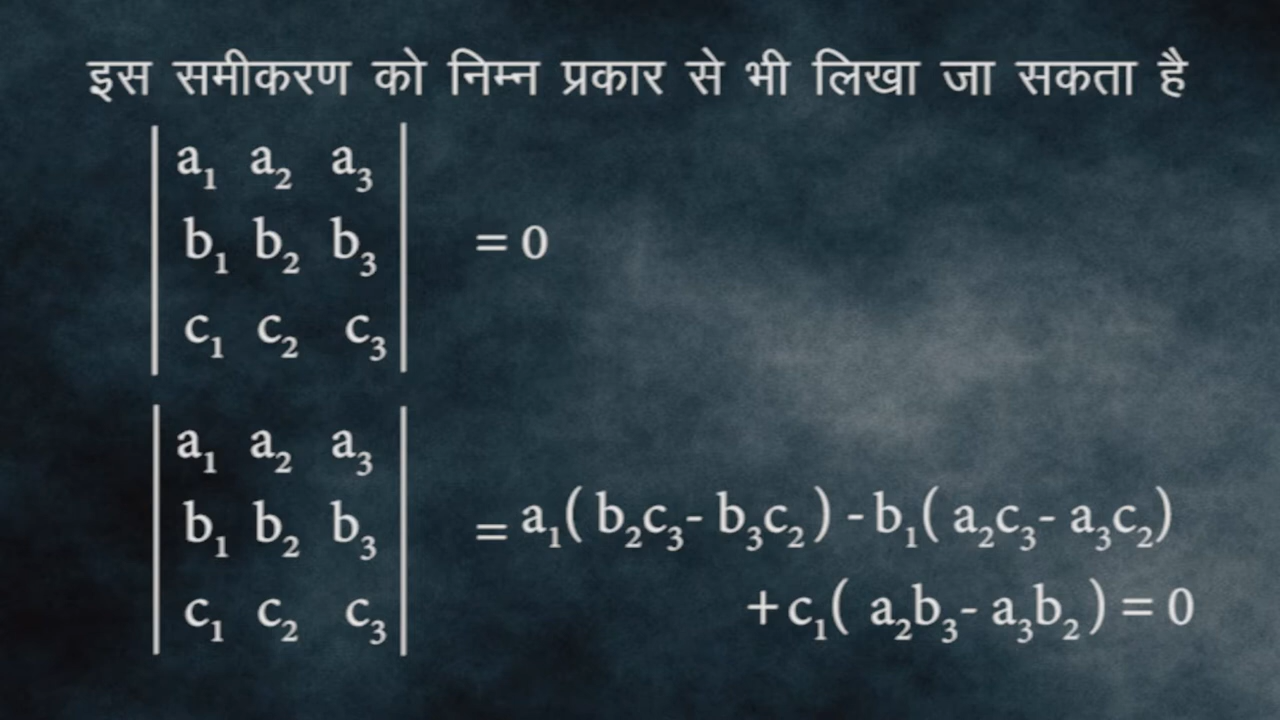 इस समीकरण को निम्न प्रकार से भी लिखा जा सकता है
a₁ a₂ a₃
b₁ b₂ b₃ = 0
c₁ c₂ c₃
a₁ a₂ a₃
b₁ b₂ b₃ = a₁( b₂c₃- b₃c₂ ) - b₁( a₂c₃- a₃c₂)
c₁ c₂ c₃ +c₁( a₂b₃- a₃b₂ ) = 0